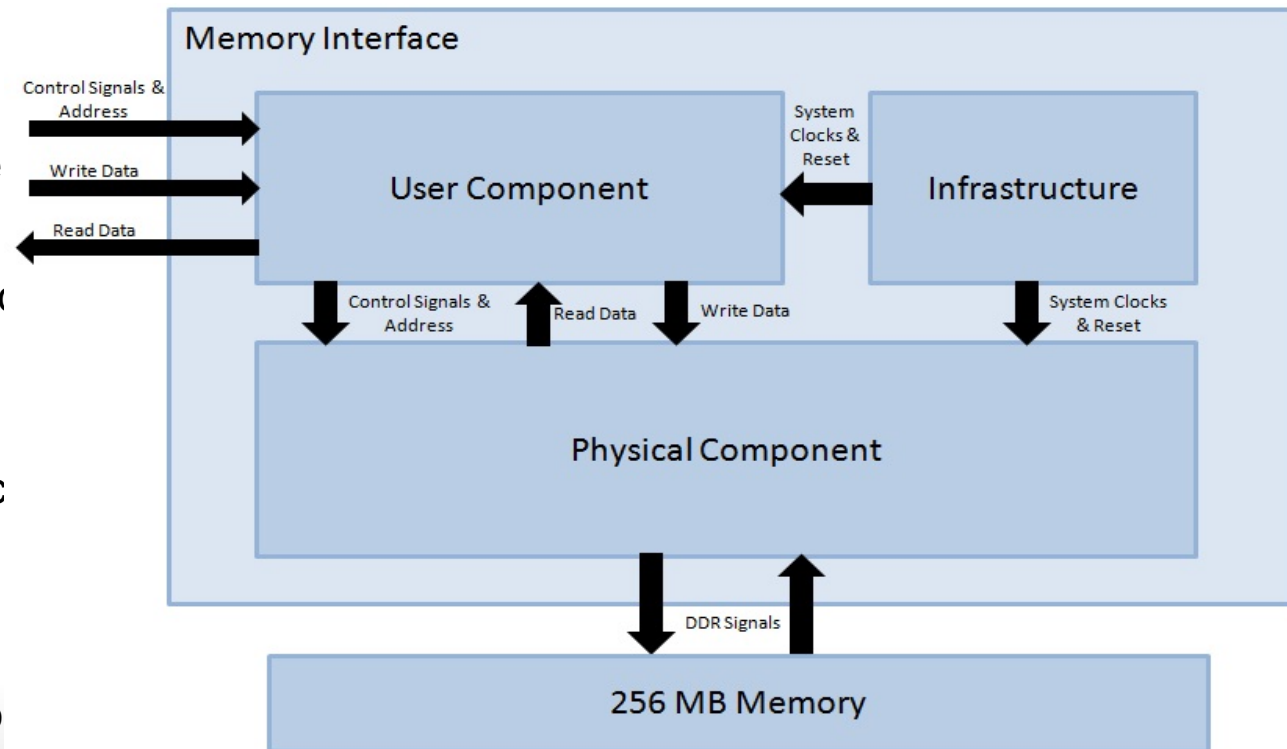 Memory Interface
Control Signals &
Address
Write Data
Read Data
User Component
System
Clocks &
Reset
Infrastructure
Control Signals &
Address
Read Data
Write Data
System Clocks
& Reset
Physical Component
DDR Signals
256 MB Memory